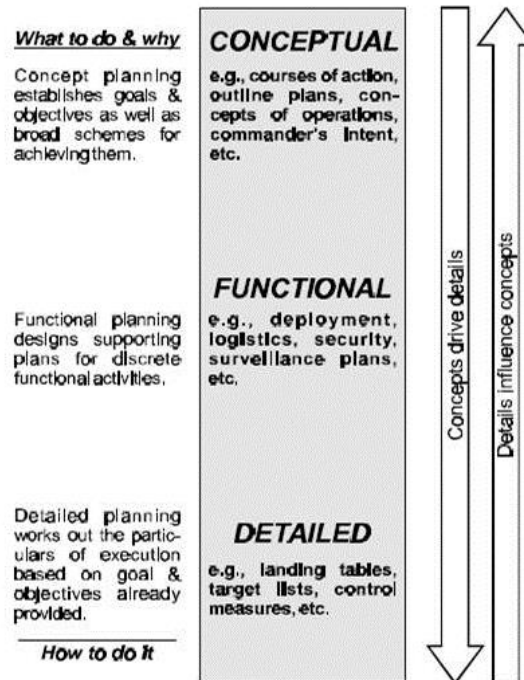 What to do & why
Concept planning
establishes goals &
objectives as well as
broad schemes for
achieving them.
CONCEPTUAL
e.g., courses of action,
outline plans, con-
cepts of operations,
commander's intent,
etc.
Functional planning
designs supporting
plans for discrete
functional activities.
FUNCTIONAL
e.g., deployment,
logistics, security,
surveillance plans,
etc.
Detailed planning
works out the partic-
ulars of execution
based on goal &
objectives already
provided.
How to do it
DETAILED
e.g., landing tables,
target lists, control
measures, etc.
Concepts drive details
Details influence concepts